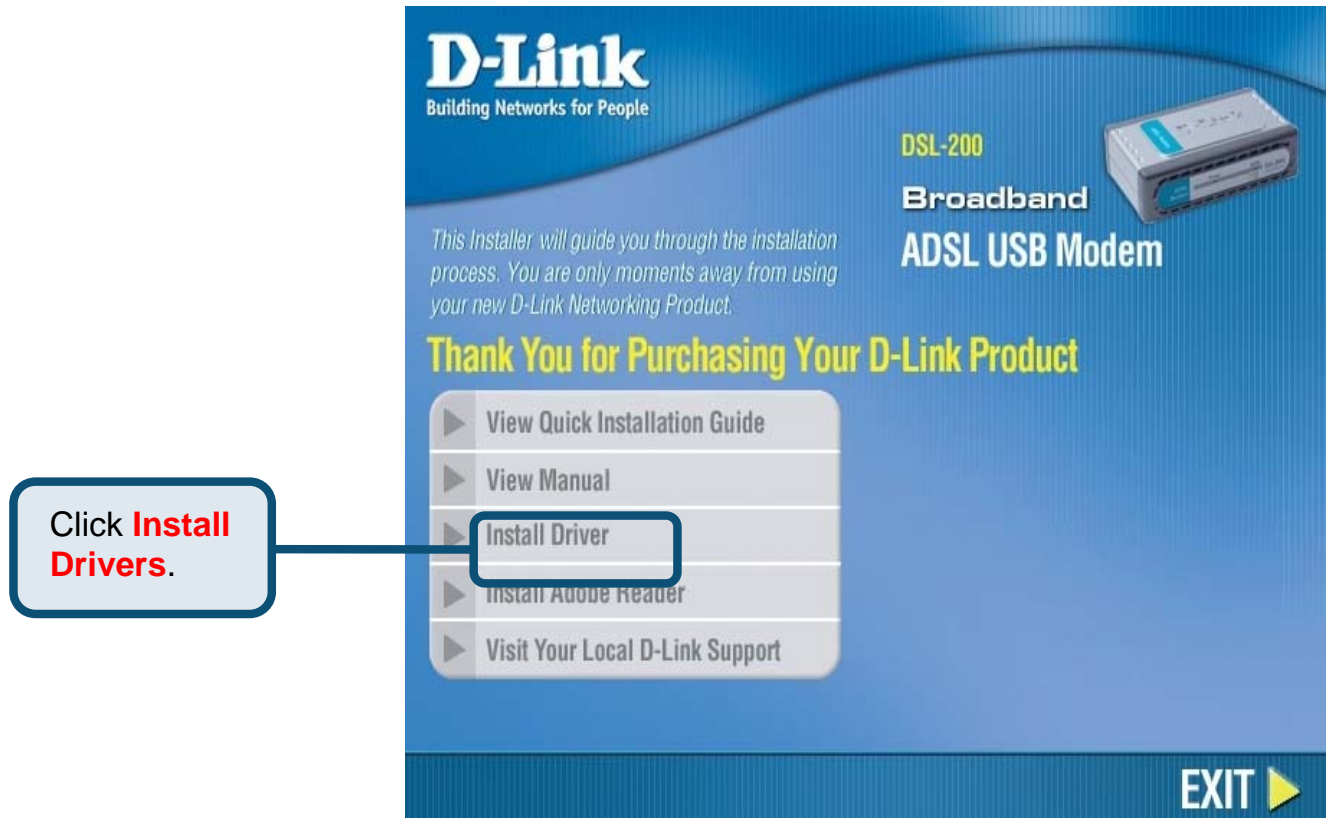 D-Link
Building Networks for People
DSL-200
Broadband
ADSL USB Modem
This Installer will guide you through the installation
process. You are only moments away from using
your new D-Link Networking Product.
Thank You for Purchasing Your D-Link Product
View Quick Installation Guide
View Manual
Click Install
Drivers.
Install Driver
Install Adobe Reader
Visit Your Local D-Link Support
EXIT